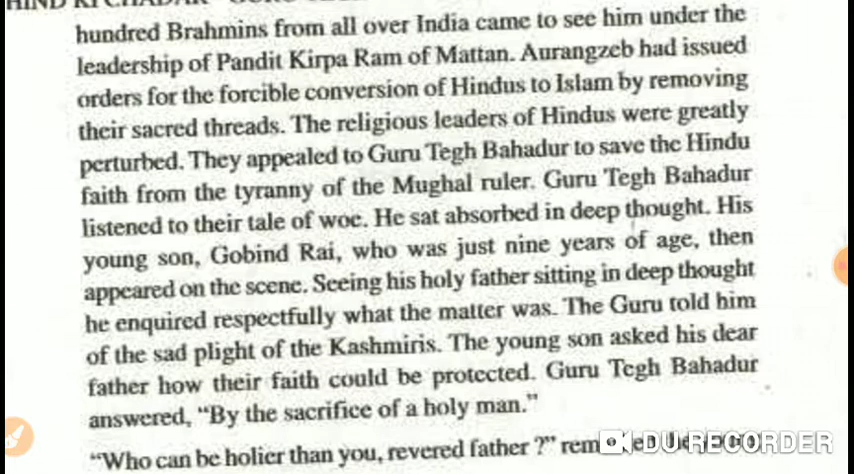 HIND KI CHADAR
hundred Brahmins from all over India came to see him under the
leadership of Pandit Kirpa Ram of Mattan. Aurangzeb had issued
orders for the forcible conversion of Hindus to Islam by removing
their sacred threads. The religious leaders of Hindus were greatly
perturbed. They appealed to Guru Tegh Bahadur to save the Hindu
faith from the tyranny of the Mughal ruler. Guru Tegh Bahadur
listened to their tale of woe. He sat absorbed in deep thought. His
young son, Gobind Rai, who was just nine years of age, then
appeared on the scene. Seeing his holy father sitting in deep thought
he enquired respectfully what the matter was. The Guru told him
of the sad plight of the Kashmiris. The young son asked his dear
father how their faith could be protected. Guru Tegh Bahadur
answered, “By the sacrifice of a holy man.”
“Who can be holier than you, revered father ?”
DU RECORDER